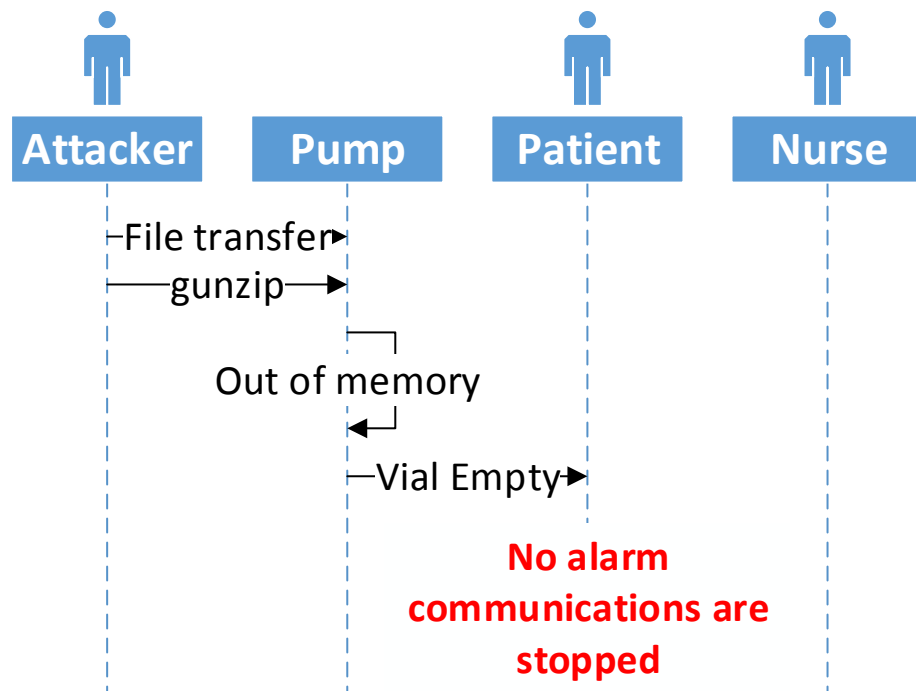 Attacker
Pump
Patient
Nurse
File transfer
gunzip
Out of memory
Vial Empty
No alarm
communications are
stopped